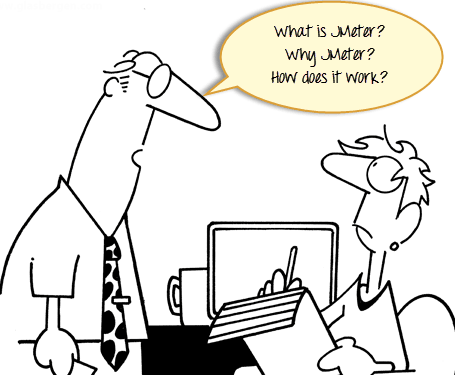 What is JMeter?
Why JMeter?
How does it work?